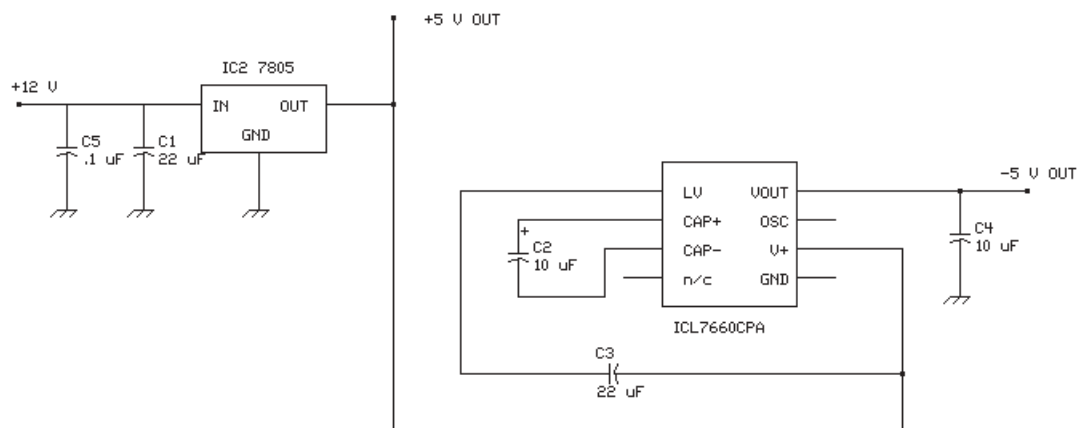 +5 V OUT
IC2 7805
+12 V
IN OUT
GND
C5
.1 uF
C1
22 uF
-5 V OUT
LV VOUT
CAP+ OSC
CAP- V+
n/c GND
+
C2
10 uF
C4
10 uF
ICL7660CPA
C3
22 uF